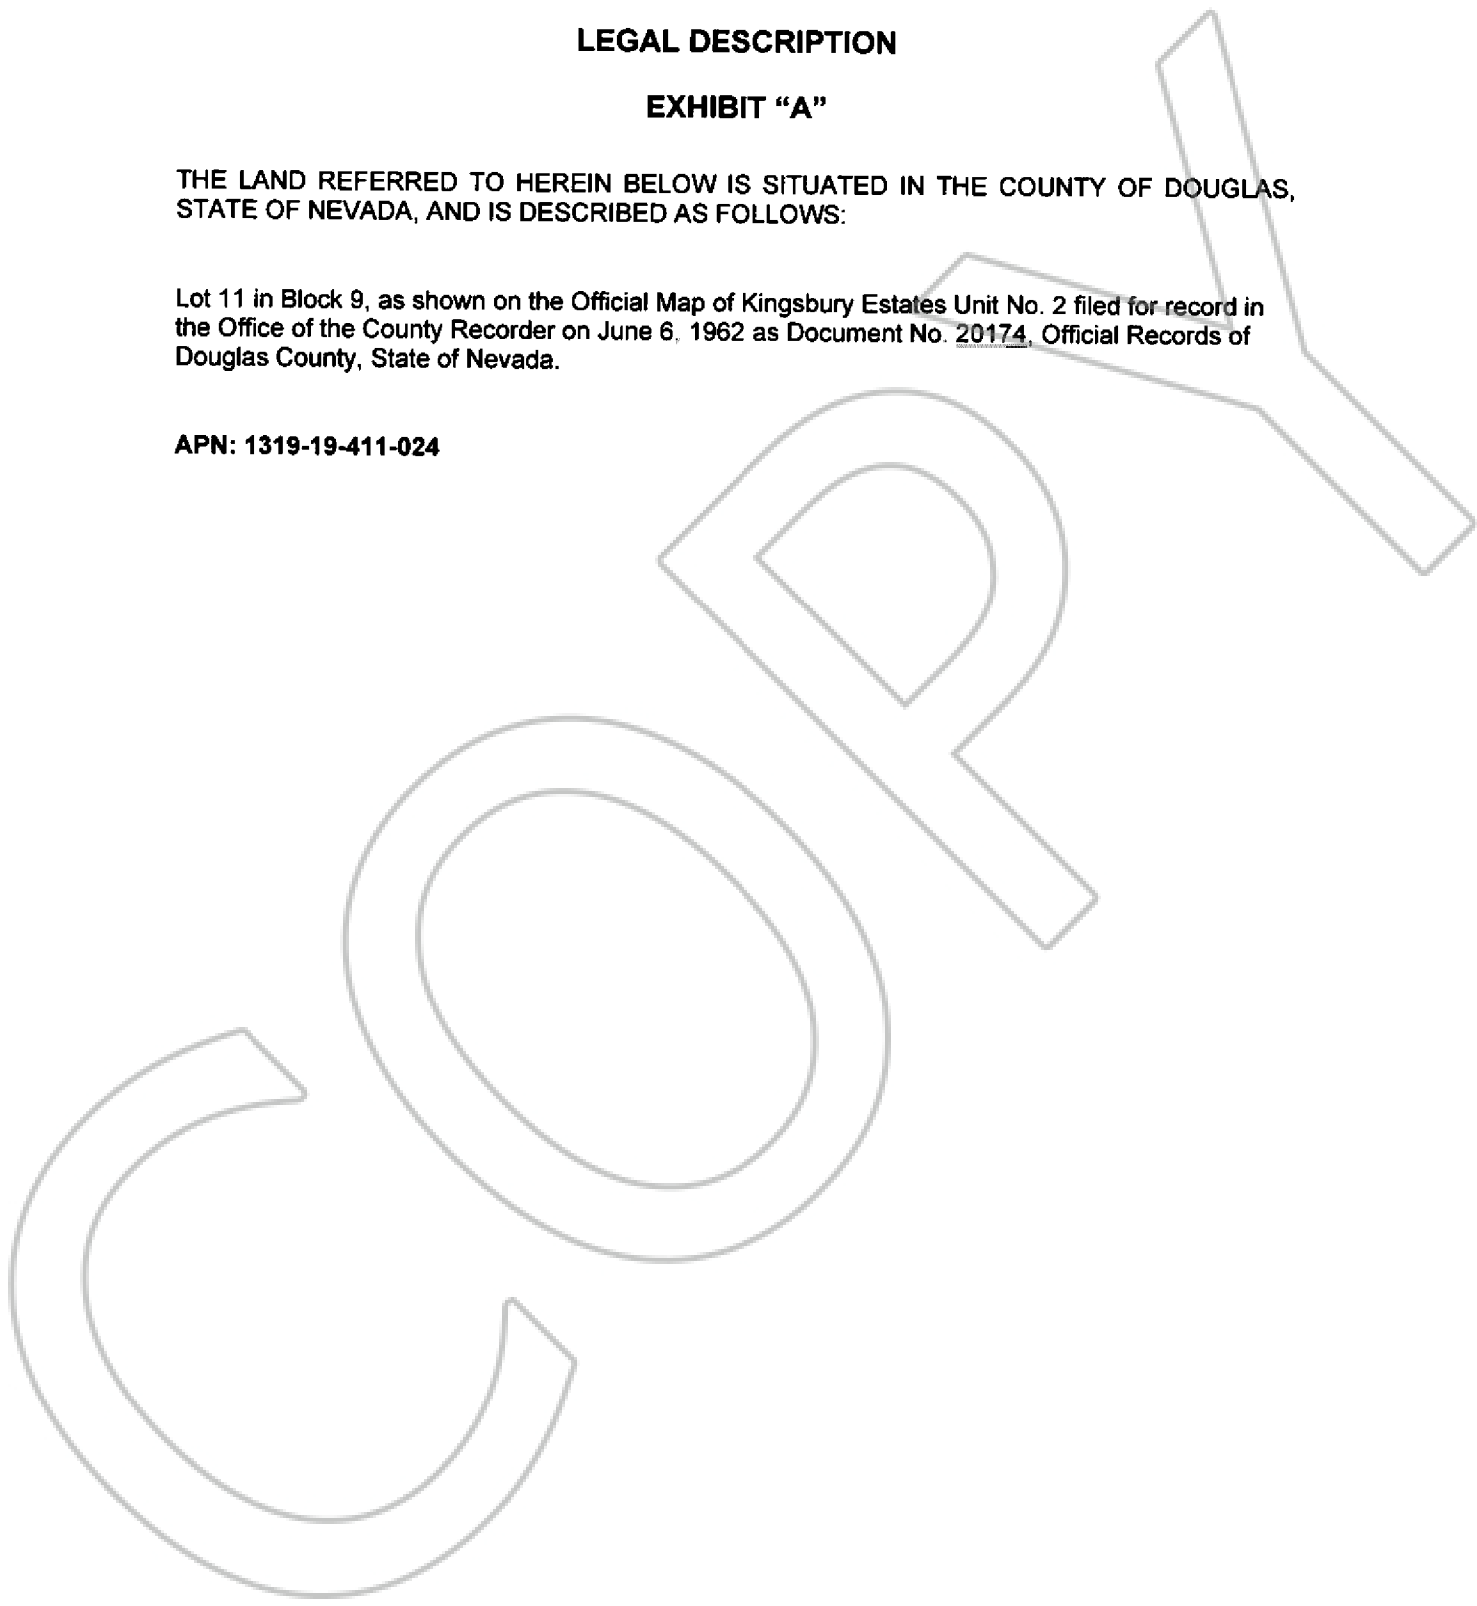 LEGAL DESCRIPTION
EXHIBIT “A”
THE LAND REFERRED TO HEREIN BELOW IS SITUATED IN THE COUNTY OF DOUGLAS,
STATE OF NEVADA, AND IS DESCRIBED AS FOLLOWS:
Lot 11 in Block 9, as shown on the Official Map of Kingsbury Estates Unit No. 2 filed for record in
the Office of the County Recorder on June 6, 1962 as Document No. 20174, Official Records of
Douglas County, State of Nevada.
APN: 1319-19-411-024
COPY